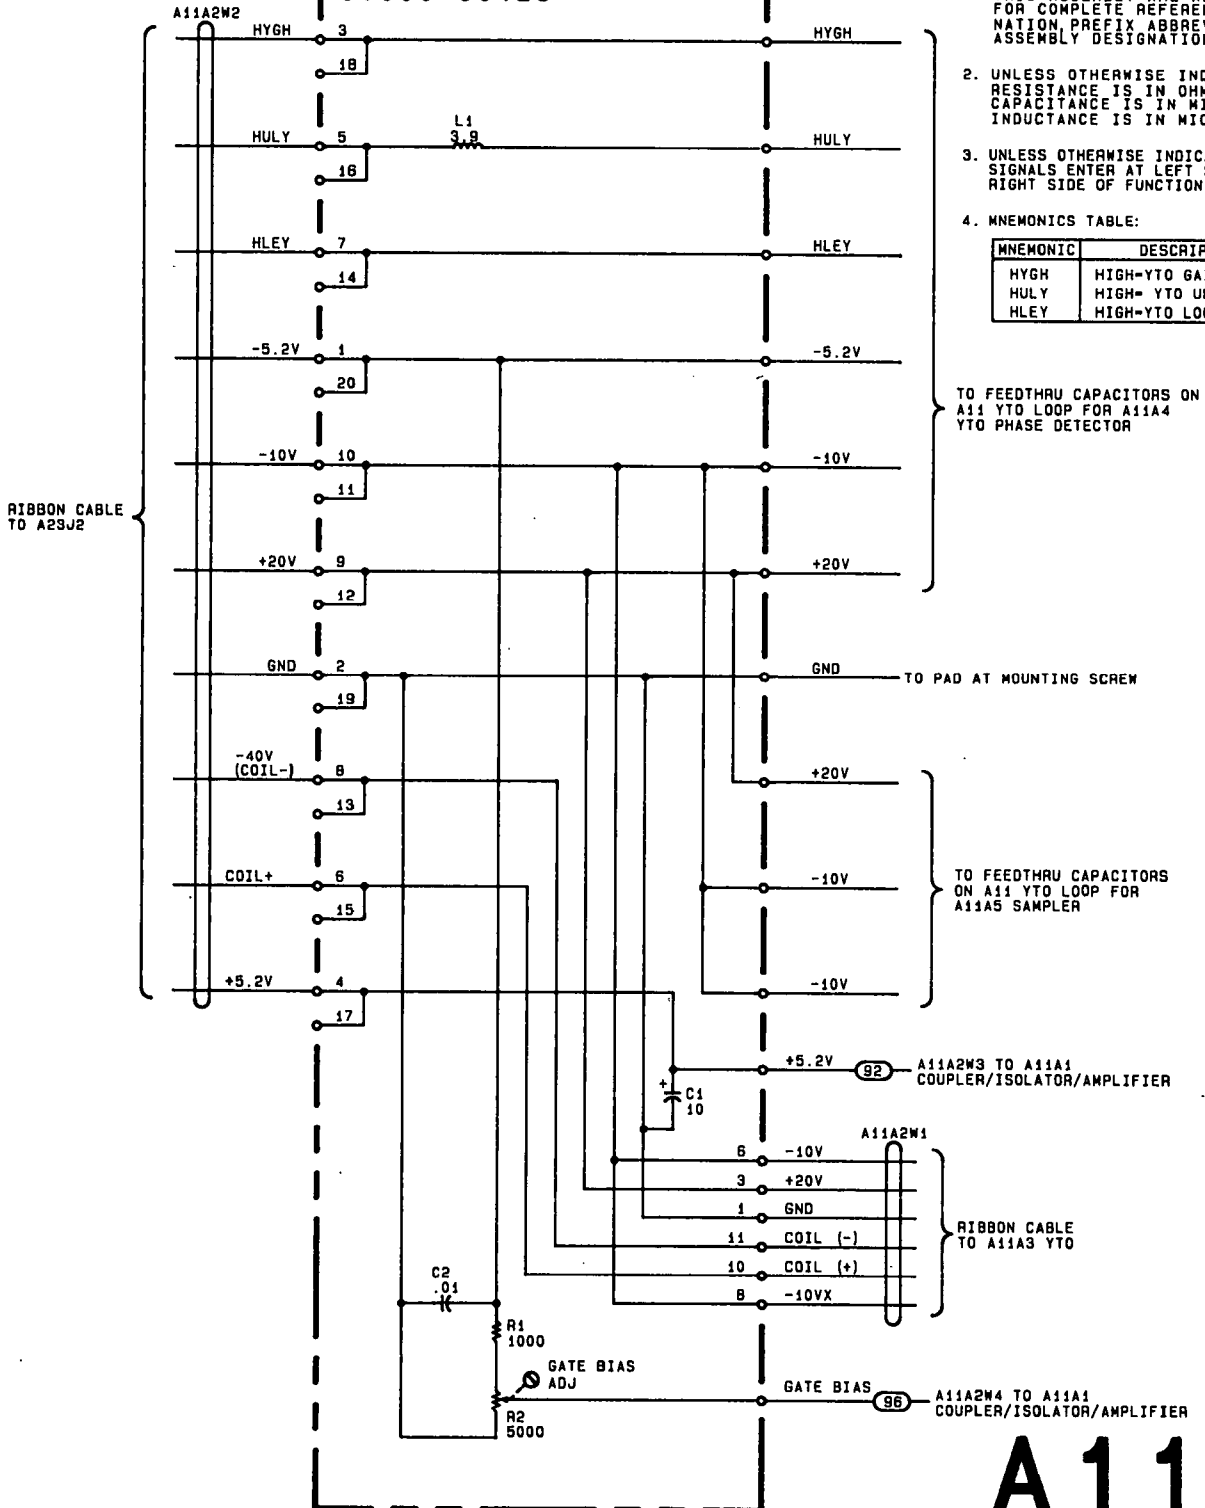 A11A2W2
FOR COMPLETE
NATION, PREFIX
ASSEMBLY
HYGH 3 HYGH
18
2. UNLESS OTHERWISE
RESISTANCE IS IN
CAPACITANCE IS IN
INDUCTANCE IS IN
L1
3.9
HULY 5 HULY
16
3. UNLESS OTHERWISE
SIGNALS ENTER AT LEFT
RIGHT SIDE OF FUNCTION
4. MNEMONICS TABLE:
MNEMONIC
HYGH HIGH=YTO
HULY HIGH= YTO
HLEY HIGH=YTO
HLEY 7 HLEY
14
-5.2V 1 -5.2V
20
TO FEEDTHRU CAPACITORS ON
A11 YTO LOOP FOR A11A4
YTO PHASE DETECTOR
-10V 10 -10V
11
RIBBON CABLE
TO A23J2
+20V 9 +20V
12
GND 2 GND TO PAD AT MOUNTING SCREW
19
-40V
(COIL-) 8 +20V
13
COIL+ 6 -10V
15
TO FEEDTHRU CAPACITORS
ON A11 YTO LOOP FOR
A11A5 SAMPLER
+5.2V 4 -10V
17
+5.2V 92 A11A2W3 TO A11A1
COUPLER/ISOLATOR/AMPLIFIER
+ C1
10
A11A2W1
6 -10V
3 +20V
1 GND
11 COIL (-)
10 COIL (+)
8 -10VX
RIBBON CABLE
TO A11A3 YTO
C2
.01
R1
1000
GATE BIAS
ADJ
R2
5000
GATE BIAS 96 A11A2W4 TO A11A1
COUPLER/ISOLATOR/AMPLIFIER
A11